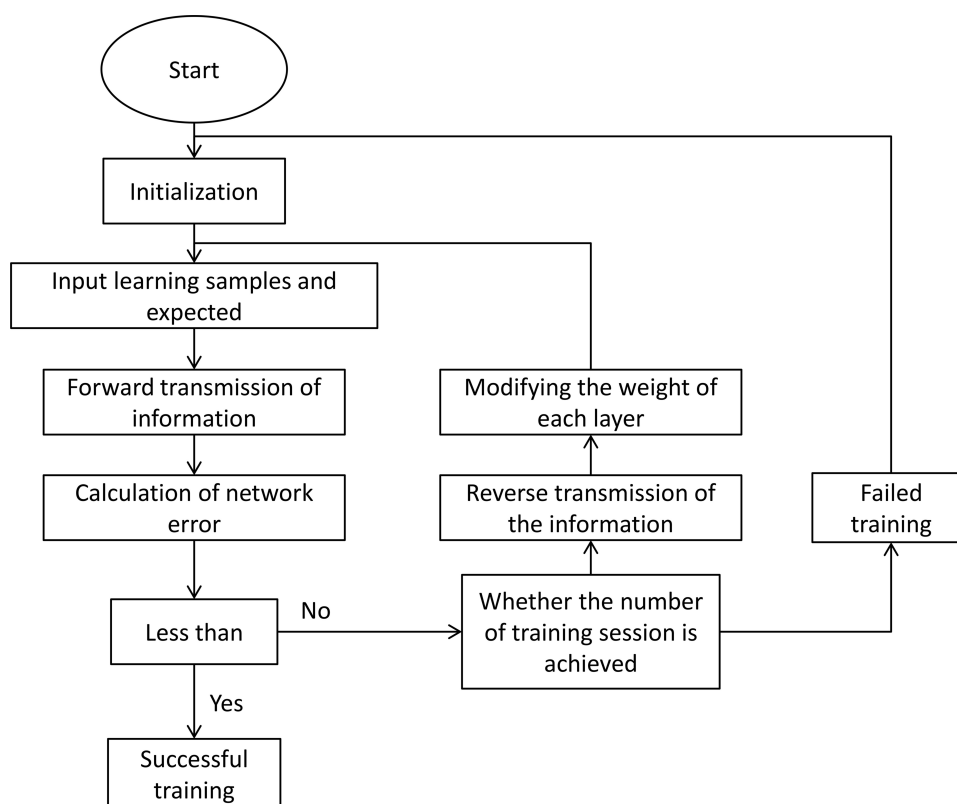 Start
Initialization
Input learning samples and
expected
Forward transmission of
information
Modifying the weight of
each layer
Calculation of network
error
Reverse transmission of
the information
Failed
training
Less than
No
Whether the number
of training session is
achieved
Yes
Successful
training